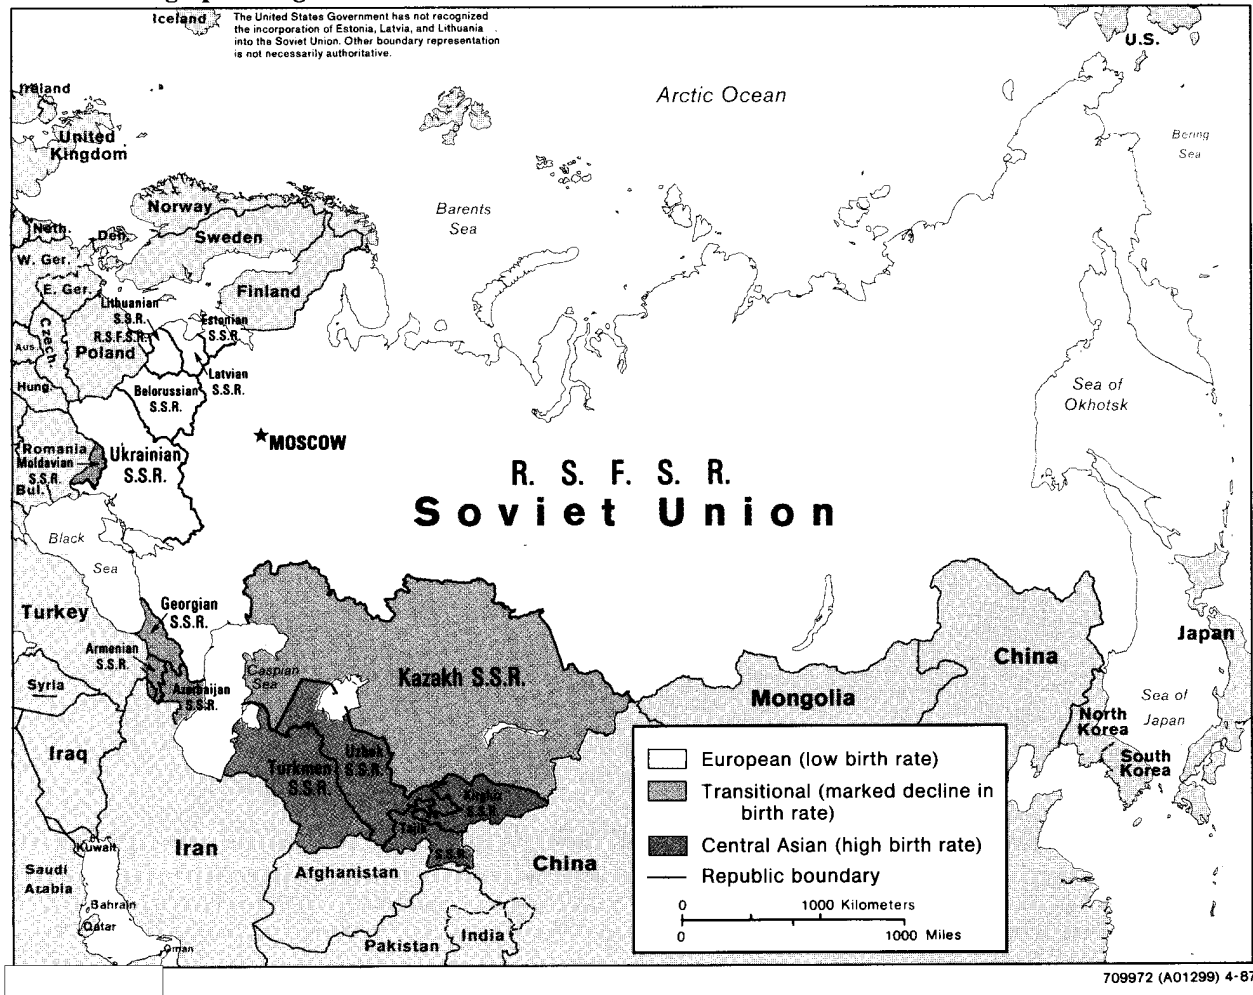 Iceland
The United States Government has not recognized
the incorporation of Estonia, Latvia, and Lithuania
into the Soviet Union. Other boundary representation
is not necessarily authoritative.
U.S.
Arctic Ocean
Ireland
United
Kingdom
Bering
Sea
Norway
Barents
Sea
Neth.
Den.
Sweden
W. Ger.
E. Ger.
Finland
Lithuanian
S.S.R.
R.S.F.S.R.
Estonian
S.S.R.
Czech.
Aus.
Poland
Latvian
S.S.R.
Hung.
Belorussian
S.S.R.
Sea of
Okhotsk
MOSCOW
Romania
Moldavian
S.S.R.
Bul.
Ukrainian
S.S.R.
R. S. F. S. R.
Soviet Union
Black
Sea
Turkey
Georgian
S.S.R.
Armenian
S.S.R.
Azerbaijan
S.S.R.
Caspian
Sea
Kazakh S.S.R.
Syria
Mongolia
China
Japan
Sea of
Japan
North
Korea
South
Korea
Iraq
Turkmen
S.S.R.
Uzbek
S.S.R.
Kirghiz
S.S.R.
Tajik
S.S.R.
Iran
Kuwait
Saudi
Arabia
Bahrain
Qatar
Oman
Afghanistan
China
Pakistan
India
European (low birth rate)
Transitional (marked decline in
birth rate)
Central Asian (high birth rate)
Republic boundary
0 1000 Kilometers
0 1000 Miles
709972 (A01299) 4-87